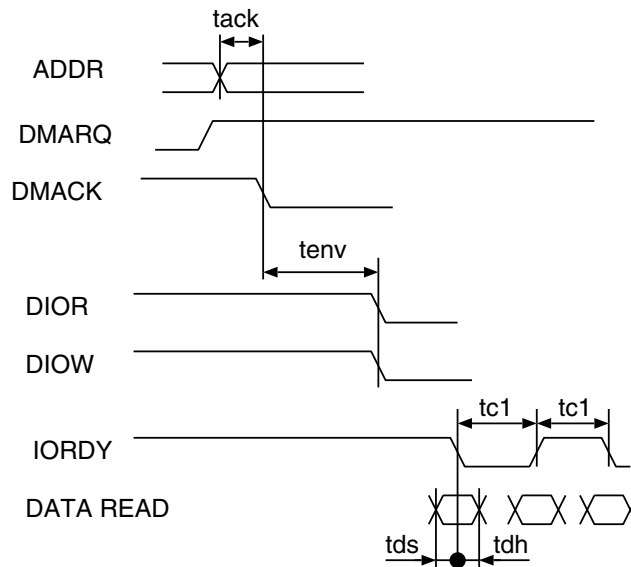 tack
ADDR
DMARQ
DMACK
tenv
DIOR
DIOW
tc1 tc1
IORDY
DATA READ
tds tdh